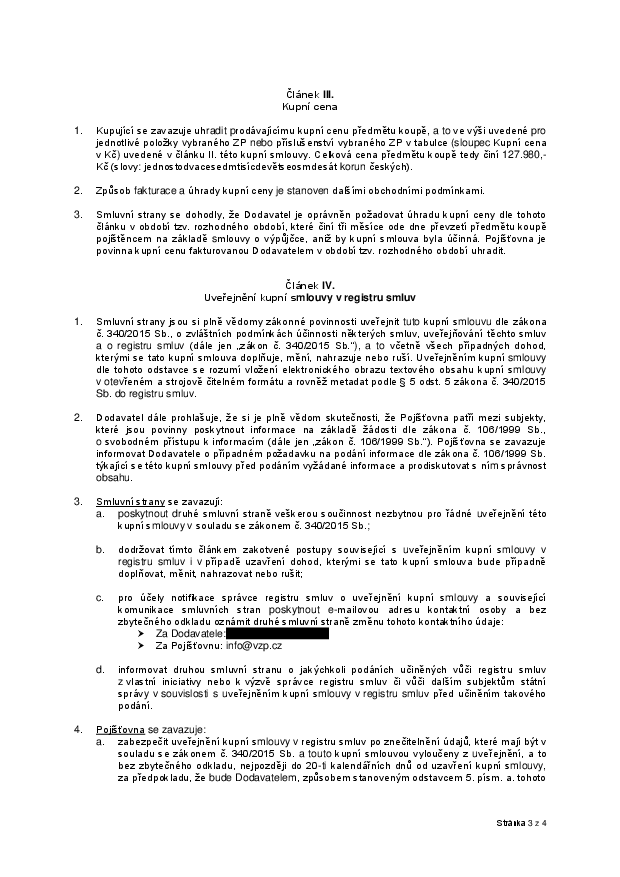 Článek III.
Kupní cena
1. Kupující se zavazuje uhradit prodávajícímu kupní cenu předmětu koupě, a to ve výši uvedené pro
jednotlivé položky vybraného ZP nebo příslušenství vybraného ZP v tabulce (sloupec Kupní cena
v Kč) uvedené v článku II. této kupní smlouvy. Celková cena předmětu koupě tedy činí 127.980,-
Kč (slovy: jednostodvacesedmtisícdevětseosmdesát korun českých).
2. Způsob fakturace a úhrady kupní ceny je stanoven dalšími obchodními podmínkami.
3. Smluvní strany se dohodly, že Dodavatel je oprávněn požadovat úhradu kupní ceny dle tohoto
článku v období tzv. rozhodného období, které činí tři měsíce ode dne převzetí předmětu koupě
pojištěncem na základě smlouvy o výpůjčce, aniž by kupní smlouva byla účinná. Pojišťovna je
povinna kupní cenu fakturovanou Dodavatelem v období tzv. rozhodného období uhradit.
Článek IV.
Uveřejnění kupní smlouvy v registru smluv
1. Smluvní strany jsou si plně vědomy zákonné povinnosti uveřejnit tuto kupní smlouvu dle zákona
č. 340/2015 Sb., o zvláštních podmínkách účinnosti některých smluv, uveřejňování těchto smluv
a o registru smluv (dále jen „zákon č. 340/2015 Sb."), a to včetně všech případných dohod,
kterými se tato kupní smlouva doplňuje, mění, nahrazuje nebo ruší. Uveřejněním kupní smlouvy
dle tohoto odstavce se rozumí vložení elektronického obrazu textového obsahu kupní smlouvy
v otevřeném a strojově čitelném formátu a rovněž metadat podle § 5 odst. 5 zákona č. 340/2015
Sb. do registru smluv.
2. Dodavatel dále prohlašuje, že si je plně vědom skutečnosti, že Pojišťovna patří mezi subjekty,
které jsou povinny poskytnout informace na základě žádosti dle zákona č. 106/1999 Sb.,
o svobodném přístupu k informacím (dále jen „zákon č. 106/1999 Sb."). Pojišťovna se zavazuje
informovat Dodavatele o případném požadavku na podání informace dle zákona č. 106/1999 Sb.
týkající se této kupní smlouvy před podáním vyžádané informace a prodiskutovat s ním správnost
obsahu.
3. Smluvní strany se zavazují:
a. poskytnout druhé smluvní straně veškerou součinnost nezbytnou pro řádné uveřejnění této
kupní smlouvy v souladu se zákonem č. 340/2015 Sb.;
b. dodržovat tímto článkem zakotvené postupy související s uveřejněním kupní smlouvy v
registru smluv i v případě uzavření dohod, kterými se tato kupní smlouva bude případně
doplňovat, měnit, nahrazovat nebo rušit;
c. pro účely notifikace správce registru smluv o uveřejnění kupní smlouvy a související
komunikace smluvních stran poskytnout e-mailovou adresu kontaktní osoby a bez
zbytečného odkladu oznámit druhé smluvní straně změnu tohoto kontaktního údaje:
➢ Za Dodavatele:
➢ Za Pojišťovnu: info@vzp.cz
d. informovat druhou smluvní stranu o jakýchkoli podáních učiněných vůči registru smluv
z vlastní iniciativy nebo k výzvě správce registru smluv či vůči dalším subjektům státní
správy v souvislosti s uveřejněním kupní smlouvy v registru smluv před učiněním takového
podání.
4. Pojišťovna se zavazuje:
a. zabezpečit uveřejnění kupní smlouvy v registru smluv po znečitelnění údajů, které mají být v
souladu se zákonem č. 340/2015 Sb. a touto kupní smlouvou vyloučeny z uveřejnění, a to
bez zbytečného odkladu, nejpozději do 20-ti kalendářních dnů od uzavření kupní smlouvy,
za předpokladu, že bude Dodavatelem, způsobem stanoveným odstavcem 5. písm. a. tohoto
Stránka 3 z 4